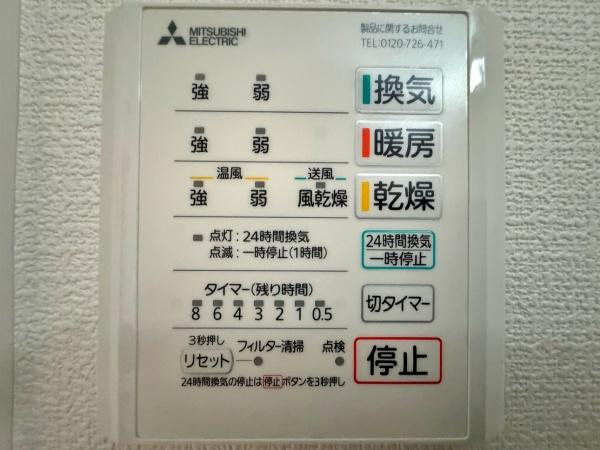 MITSUBISHI
ELECTRIC
製品に関するお問合せ
TEL:0120-726-471
強 弱 換気
強 弱 暖房
温風 送風
強 弱 風乾燥 乾燥
点灯:24時間換気
点滅:一時停止(1時間)
24時間換気
一時停止
タイマー(残り時間)
8 6 4 3 2 1 0.5
切タイマー
3秒押し
リセット フィルター清掃 点検
停止
24時間換気の停止は停止ボタンを3秒押し